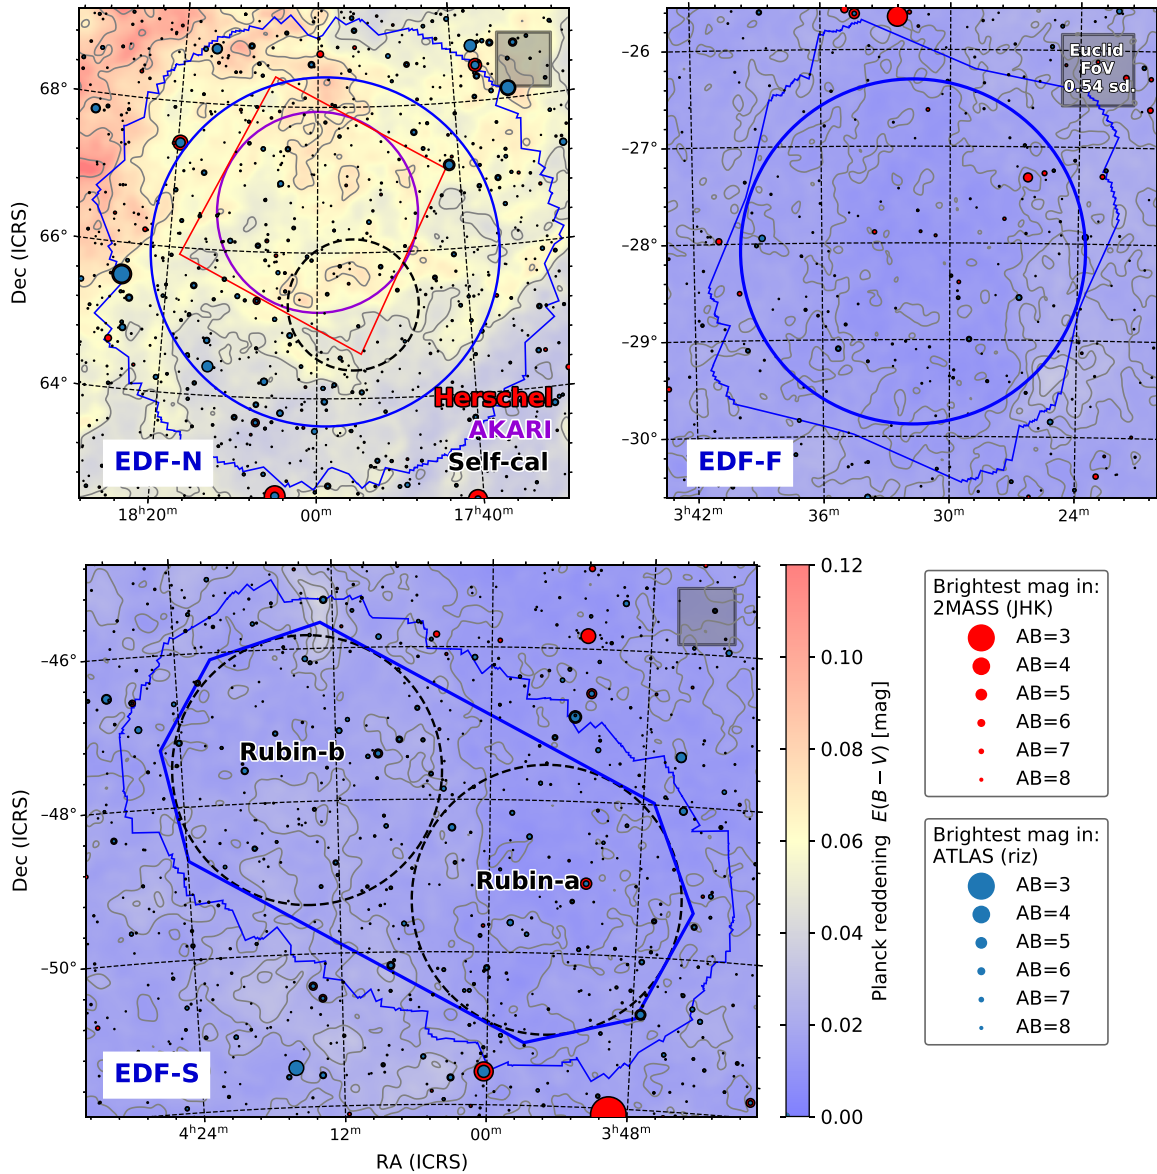 68°
66°
64°
Dec (ICRS)
Herschel
AKARI
Self-cal
EDF-N
18ʰ20ᵐ
00ᵐ
17ʰ40ᵐ
−26°
−27°
−28°
−29°
−30°
Euclid
FoV
0.54 sd.
EDF-F
3ʰ42ᵐ
36ᵐ
30ᵐ
24ᵐ
−46°
−48°
−50°
Dec (ICRS)
Rubin-b
Rubin-a
EDF-S
4ʰ24ᵐ
12ᵐ
00ᵐ
3ʰ48ᵐ
RA (ICRS)
0.12
0.10
0.08
0.06
0.04
0.02
0.00
Planck reddening E(B − V) [mag]
Brightest mag in:
2MASS (JHK)
AB=3
AB=4
AB=5
AB=6
AB=7
AB=8
Brightest mag in:
ATLAS (riz)
AB=3
AB=4
AB=5
AB=6
AB=7
AB=8